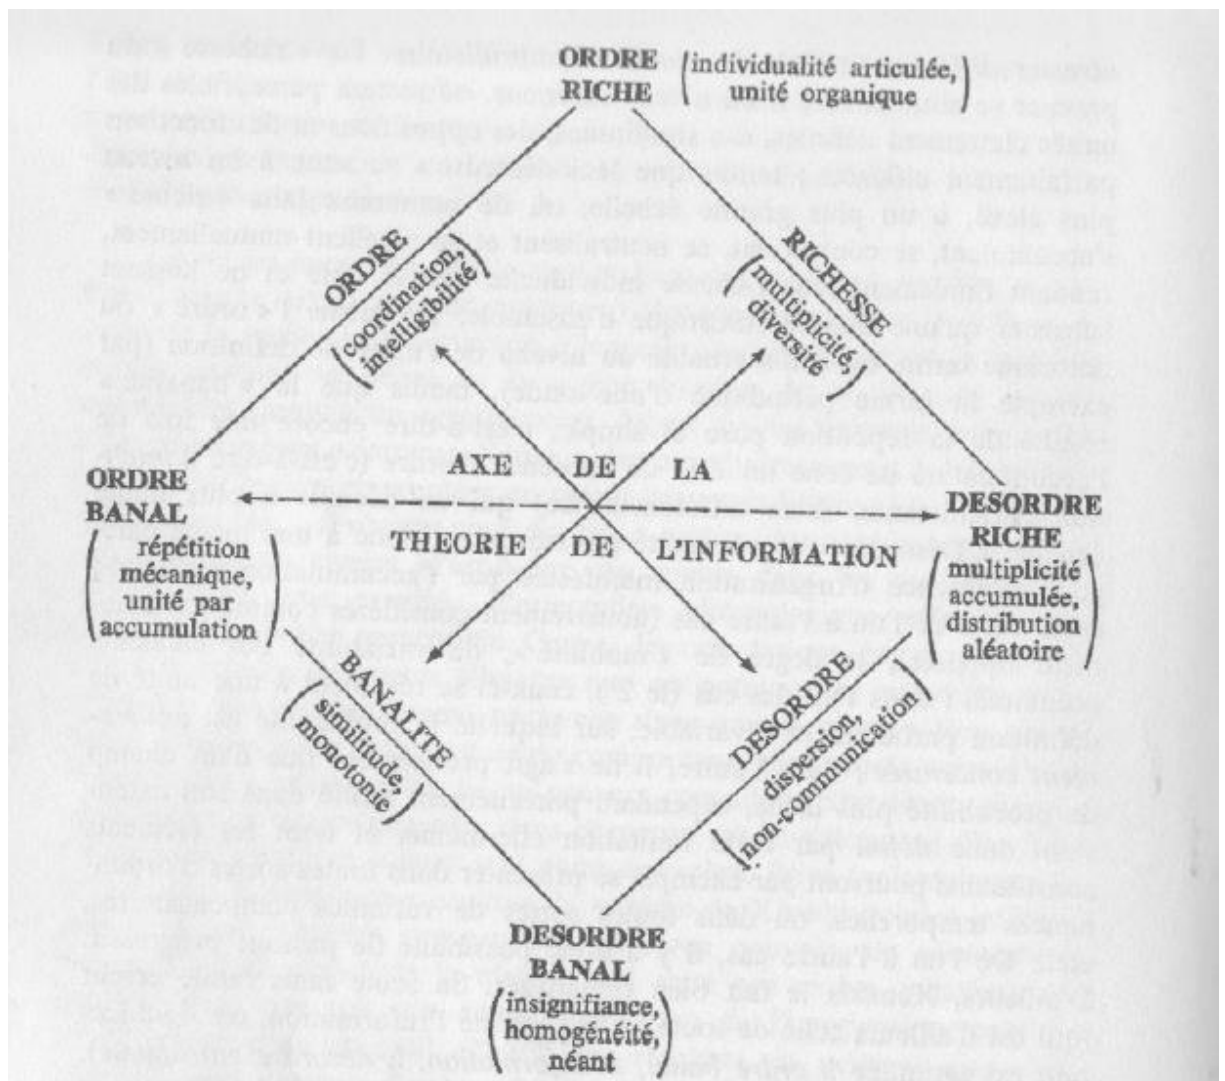 ORDRE
RICHE
(individualité articulée,
unité organique)
ORDRE
(coordination,
intelligibilité)
RICHESSE
(multiplicité,
diversité)
AXE DE LA
THEORIE DE L'INFORMATION
ORDRE
BANAL
(répétition
mécanique,
unité par
accumulation)
DESORDRE
RICHE
(multiplicité
accumulée,
distribution
aléatoire)
BANALITE
(similitude,
monotonie)
DESORDRE
(dispersion,
non-communication)
DESORDRE
BANAL
(insignifiance,
homogénéité,
néant)